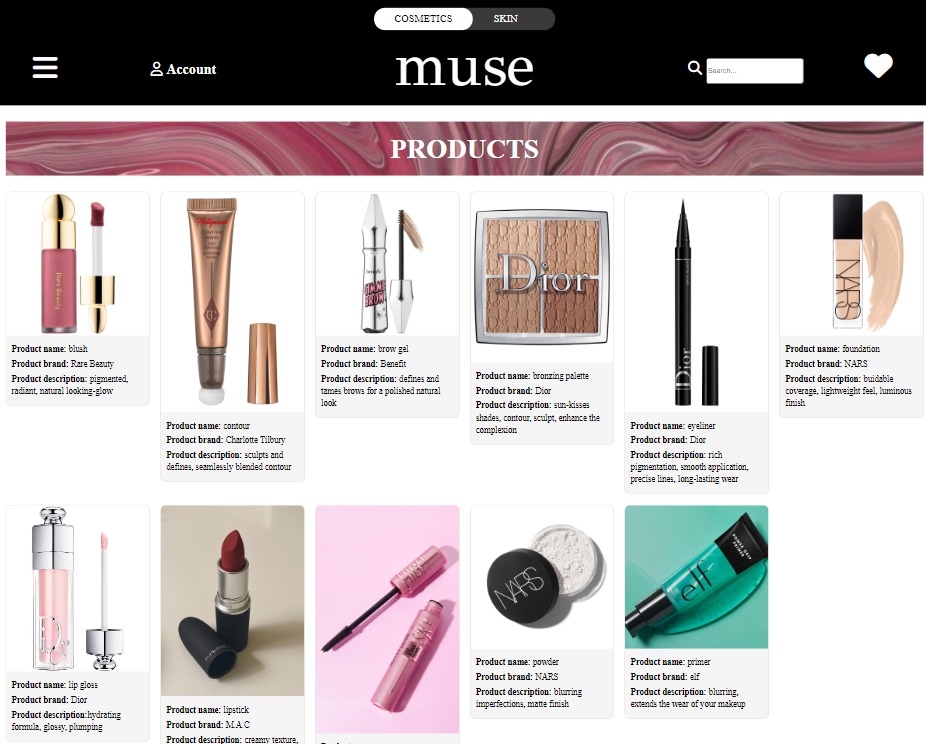 COSMETICS SKIN
Account
muse
Search...
PRODUCTS
Rare Beauty
Product name: blush
Product brand: Rare Beauty
Product description: pigmented,
radiant, natural looking-glow
Hollywood
CONTOUR
WAND
Product name: contour
Product brand: Charlotte Tilbury
Product description: sculpts and
defines, seamlessly blended contour
benefit
GIMME
BROW
Product name: brow gel
Product brand: Benefit
Product description: defines and
tames brows for a polished natural
look
Dior
Product name: bronzing palette
Product brand: Dior
Product description: sun-kisses
shades, contour, sculpt, enhance the
complexion
Dior
Product name: eyeliner
Product brand: Dior
Product description: rich
pigmentation, smooth application,
precise lines, long-lasting wear
NARS
Product name: foundation
Product brand: NARS
Product description: buidable
coverage, lightweight feel, luminous
finish
Product name: lip gloss
Product brand: Dior
Product description:hydrating
formula, glossy, plumping
MAC
Product name: lipstick
Product brand: M.A.C
Product description: creamy texture,
NARS
Product name: powder
Product brand: NARS
Product description: blurring
imperfections, matte finish
POWER GRIP
PRIMER
elf
Product name: primer
Product brand: elf
Product description: blurring,
extends the wear of your makeup